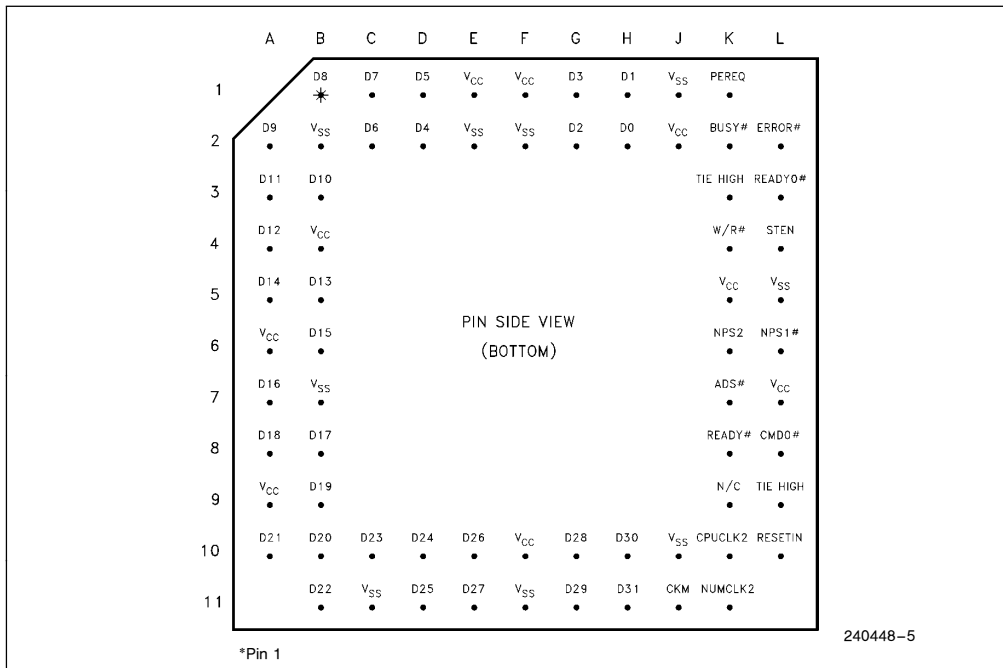 A B C D E F G H J K L
1 D8 D7 D5 VCC VCC D3 D1 VSS PEREQ
2 D9 VSS D6 D4 VSS VSS D2 D0 VCC BUSY# ERROR#
3 D11 D10 TIE HIGH READY0#
4 D12 VCC W/R# STEN
5 D14 D13 VCC VSS
PIN SIDE VIEW
6 VCC D15 NPS2 NPS1#
(BOTTOM)
7 D16 VSS ADS# VCC
8 D18 D17 READY# CMD0#
9 VCC D19 N/C TIE HIGH
10 D21 D20 D23 D24 D26 VCC D28 D30 VSS CPUCLK2 RESETIN
11 D22 VSS D25 D27 VSS D29 D31 CKM NUMCLK2
240448-5
*Pin 1